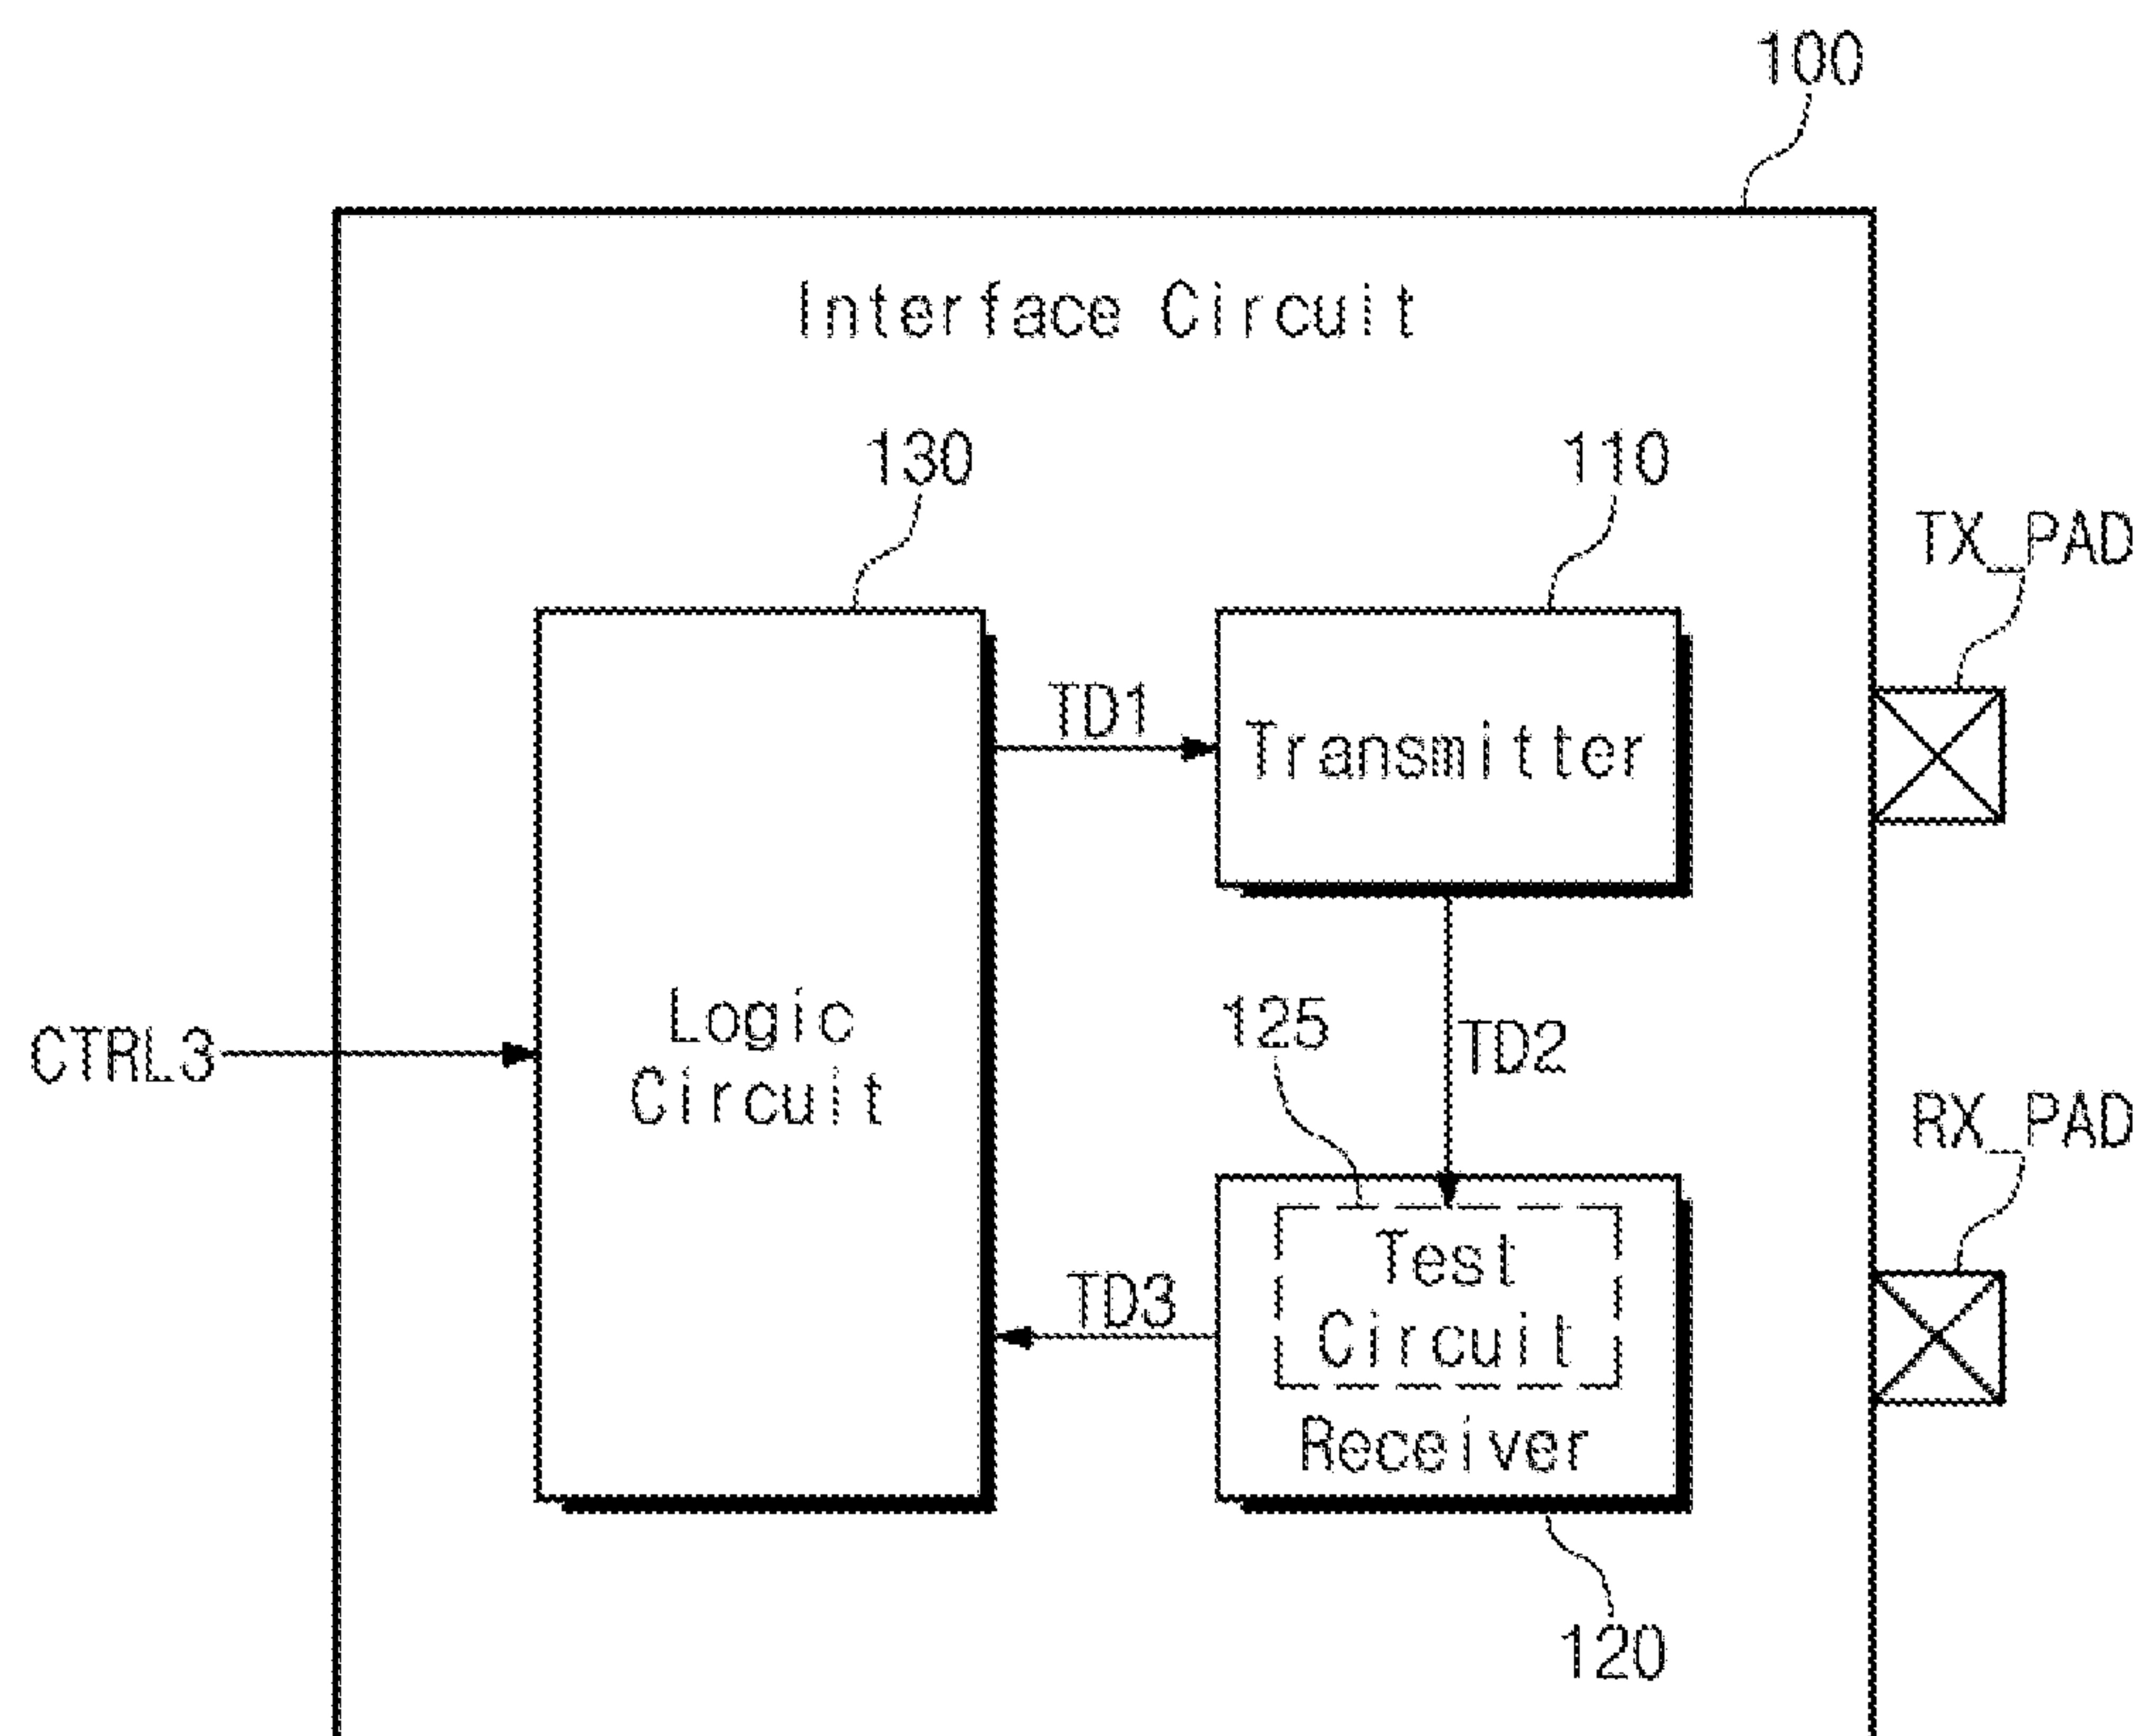 100
Interface Circuit
130
110
TX_PAD
TD1
Transmitter
Logic
Circuit
CTRL3
125
TD2
RX_PAD
Test
Circuit
TD3
Receiver
120